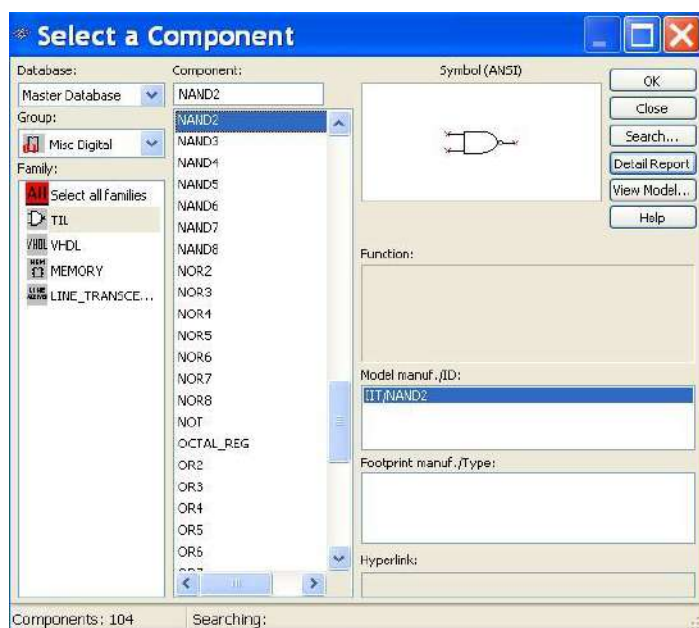 Select a Component
Database:
Master Database
Group:
Misc Digital
Family:
All Select all families
TIL
VHDL VHDL
MEMORY
LINE_TRANSCE...
Component:
NAND2
NAND2
NAND3
NAND4
NAND5
NAND6
NAND7
NAND8
NOR2
NOR3
NOR4
NOR5
NOR6
NOR7
NOR8
NOT
OCTAL_REG
OR2
OR3
OR4
OR5
OR6
Symbol (ANSI)
Function:
Model manuf./ID:
IIT/NAND2
Footprint manuf./Type:
Hyperlink:
OK
Close
Search...
Detail Report
View Model...
Help
Components: 104
Searching: